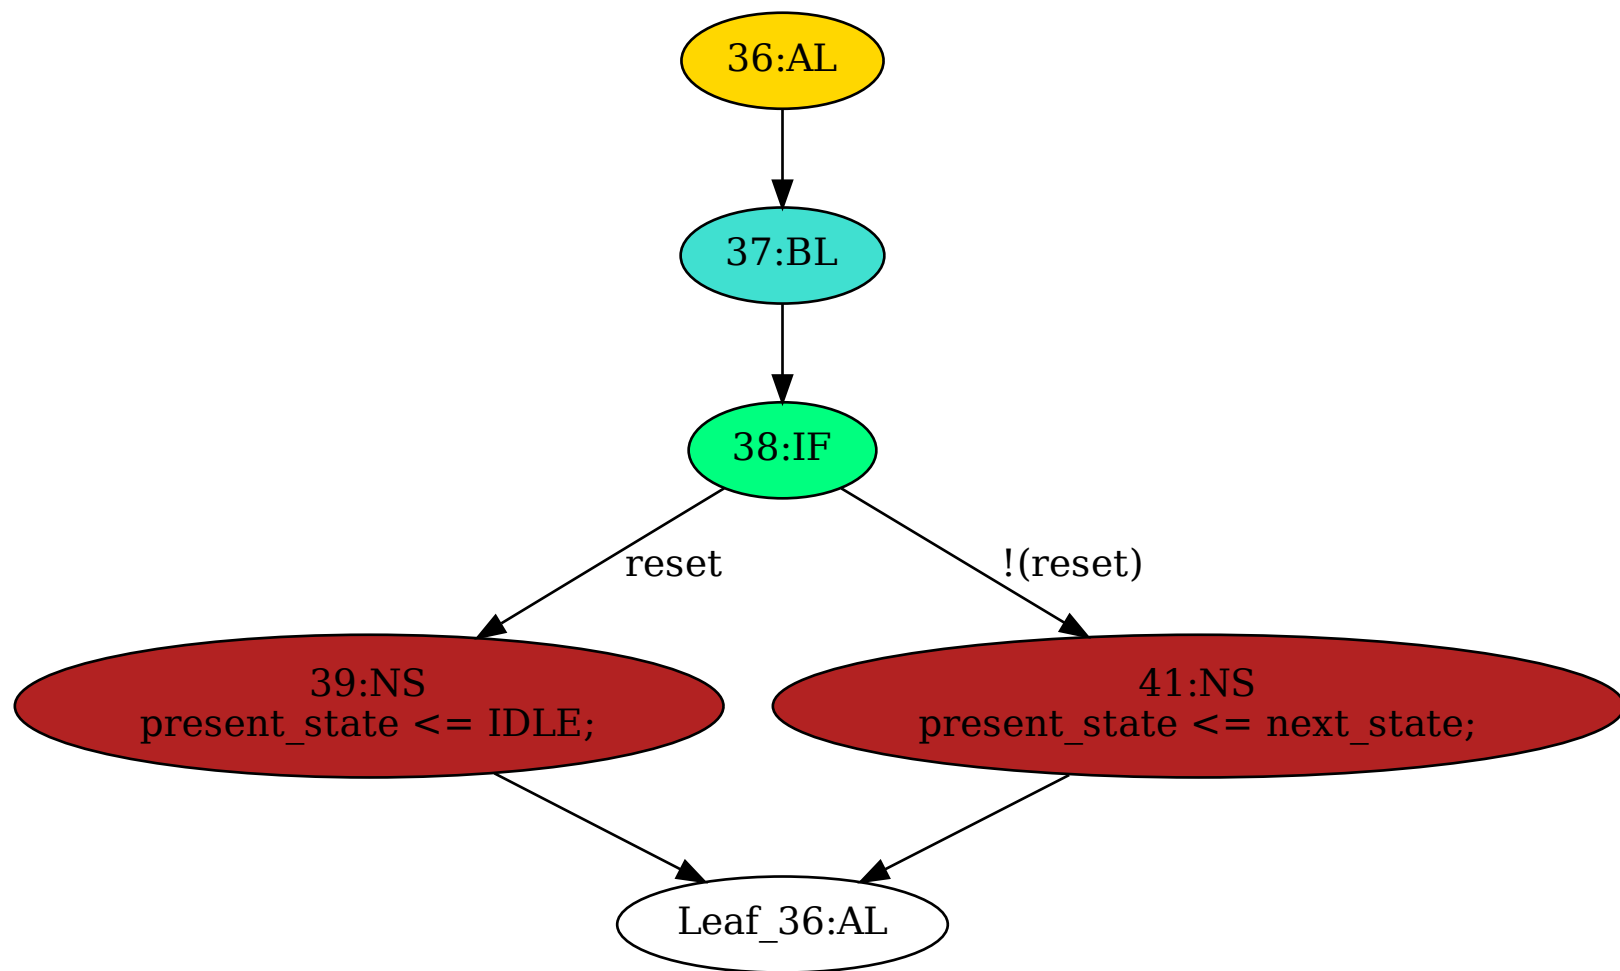 36:AL
37:BL
38:IF
reset
!(reset)
39:NS
present_state <= IDLE;
41:NS
present_state <= next_state;
Leaf_36:AL